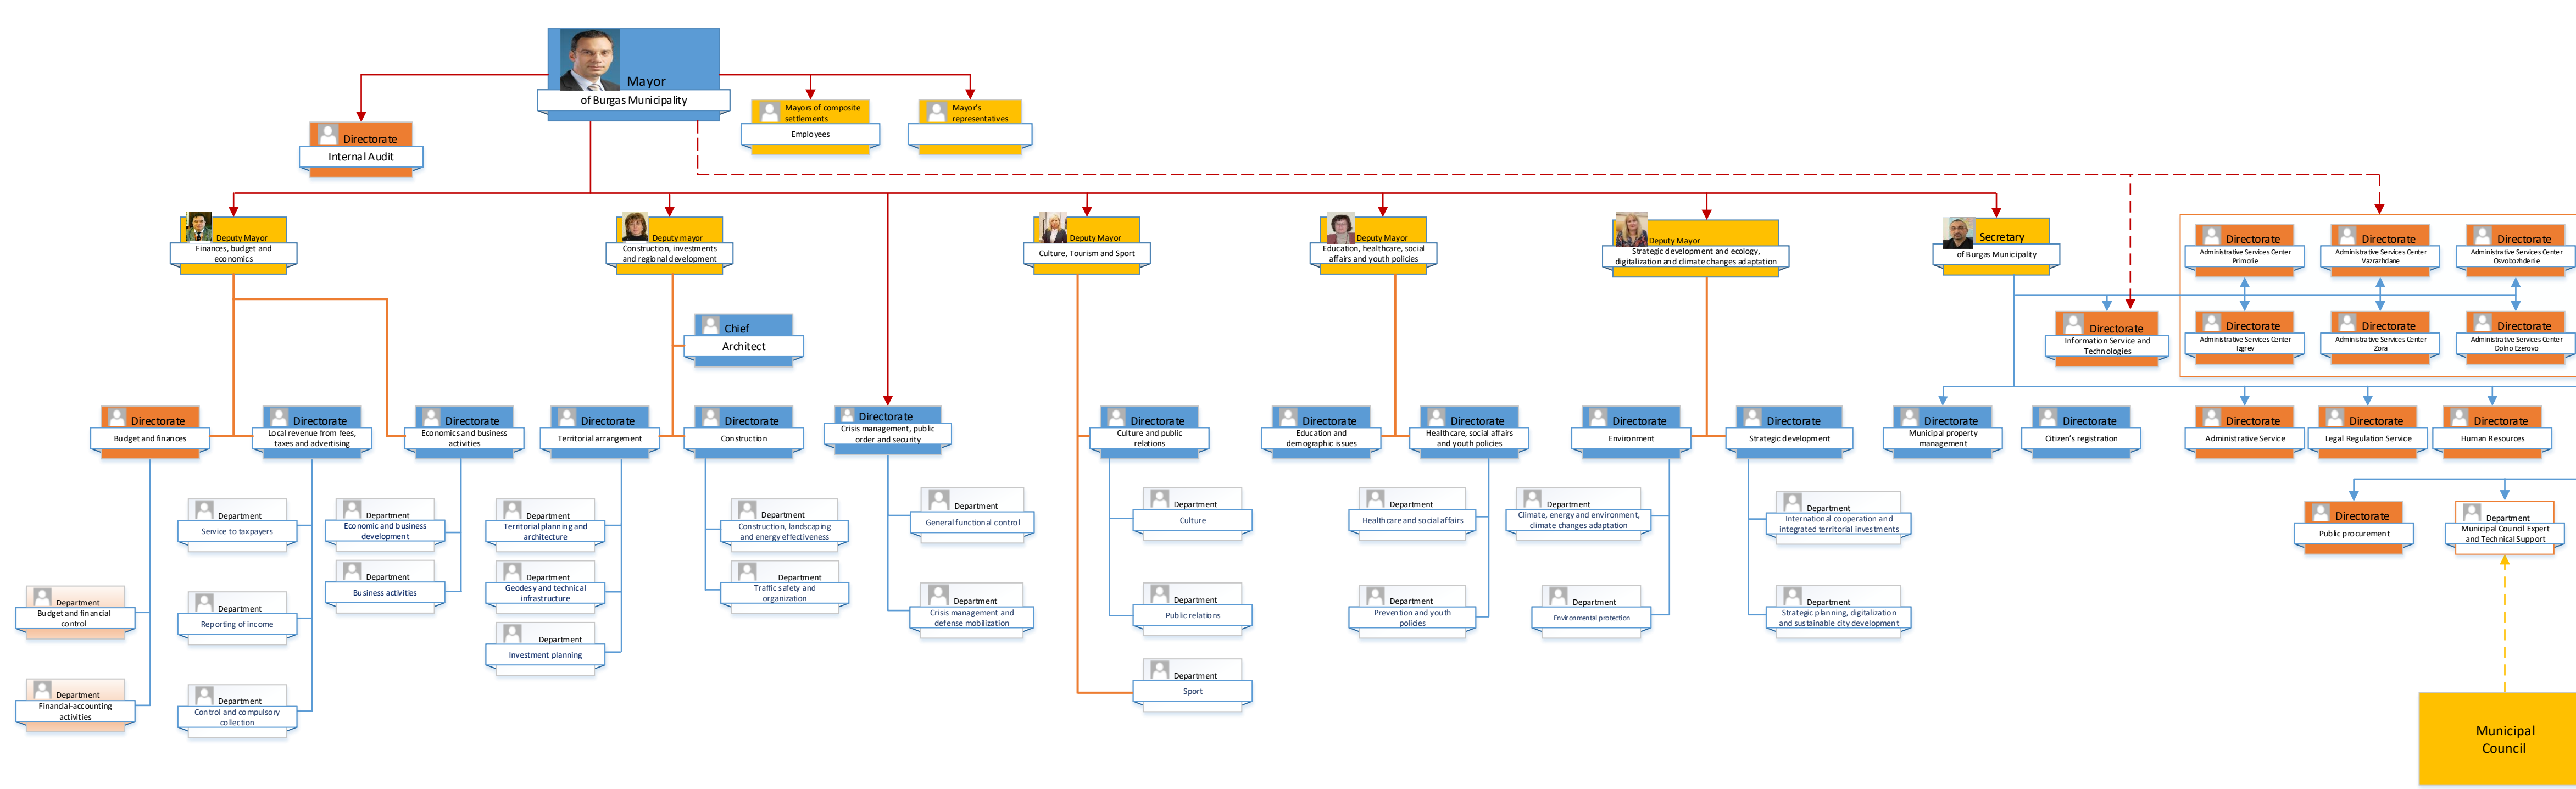 Mayor
of Burgas Municipality
Mayors of composite
settlements
Employees
Mayor's
representatives
Directorate
Internal Audit
Deputy Mayor
Finances, budget and
economics
Deputy mayor
Construction, investments
and regional development
Deputy Mayor
Culture, Tourism and Sport
Deputy Mayor
Education, healthcare, social
affairs and youth policies
Deputy Mayor
Strategic development and ecology,
digitalization and climate changes adaptation
Secretary
of Burgas Municipality
Directorate
Administrative Services Center
Primorie
Directorate
Administrative Services Center
Vazrazhdane
Directorate
Administrative Services Center
Osvobozhdenie
Directorate
Information Service and
Technologies
Directorate
Administrative Services Center
Izgrev
Directorate
Administrative Services Center
Zora
Directorate
Administrative Services Center
Dolno Ezerovo
Chief
Architect
Directorate
Budget and finances
Directorate
Local revenue from fees,
taxes and advertising
Directorate
Economics and business
activities
Directorate
Territorial arrangement
Directorate
Construction
Directorate
Crisis management, public
order and security
Directorate
Culture and public
relations
Directorate
Education and
demographic issues
Directorate
Healthcare, social affairs
and youth policies
Directorate
Environment
Directorate
Strategic development
Directorate
Municipal property
management
Directorate
Citizen's registration
Directorate
Administrative Service
Directorate
Legal Regulation Service
Directorate
Human Resources
Department
Service to taxpayers
Department
Economic and business
development
Department
Territorial planning and
architecture
Department
Construction, landscaping
and energy effectiveness
Department
General functional control
Department
Culture
Department
Healthcare and social affairs
Department
Climate, energy and environment,
climate changes adaptation
Department
International cooperation and
integrated territorial investments
Directorate
Public procurement
Department
Municipal Council Expert
and Technical Support
Department
Budget and financial
control
Department
Reporting of income
Department
Business activities
Department
Geodesy and technical
infrastructure
Department
Traffic safety and
organization
Department
Crisis management and
defense mobilization
Department
Public relations
Department
Prevention and youth
policies
Department
Environmental protection
Department
Strategic planning, digitalization
and sustainable city development
Department
Investment planning
Department
Financial-accounting
activities
Department
Control and compulsory
collection
Department
Sport
Municipal
Council